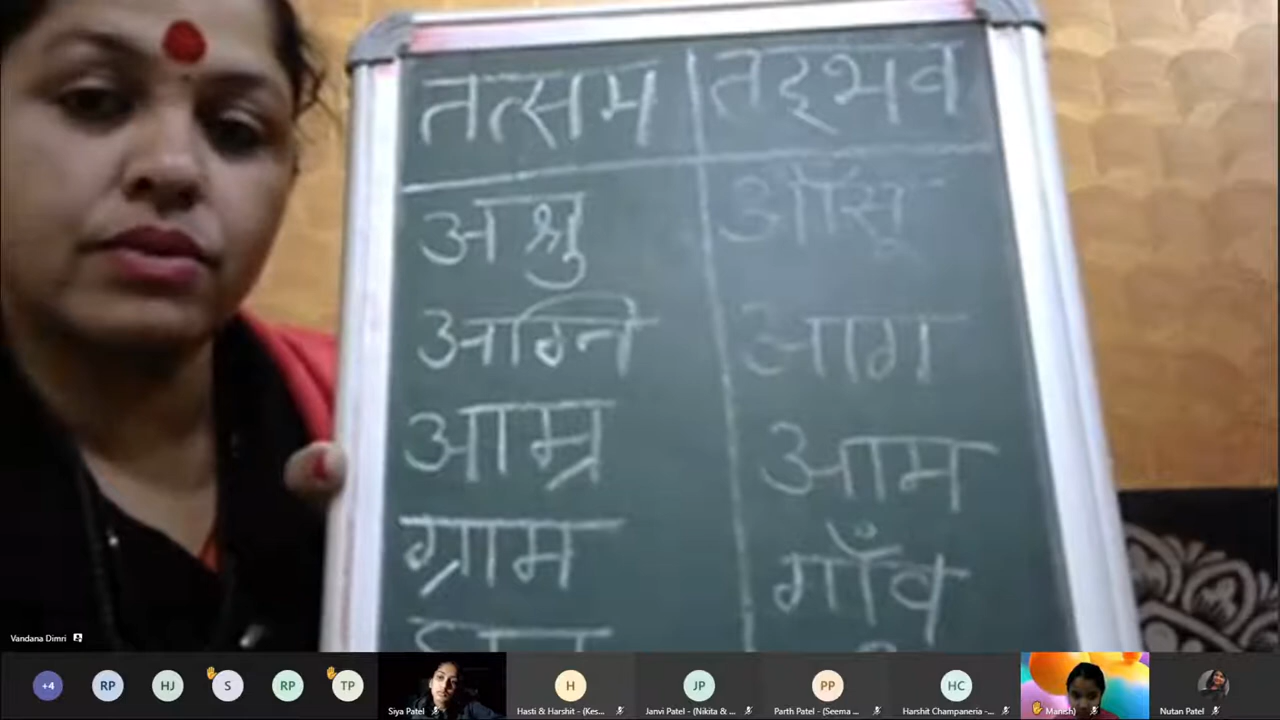 तत्सम | तद्भव
अश्रु आँसू
अग्नि आग
आम्र आम
ग्राम गाँव
Vandana Dimri
+4 RP HJ S RP TP H JP PP HC
Siya Patel Hasti & Harshit - (Kes... Janvi Patel - (Nikita & ... Parth Patel - (Seema ... Harshit Champaneria -... Manish) Nutan Patel